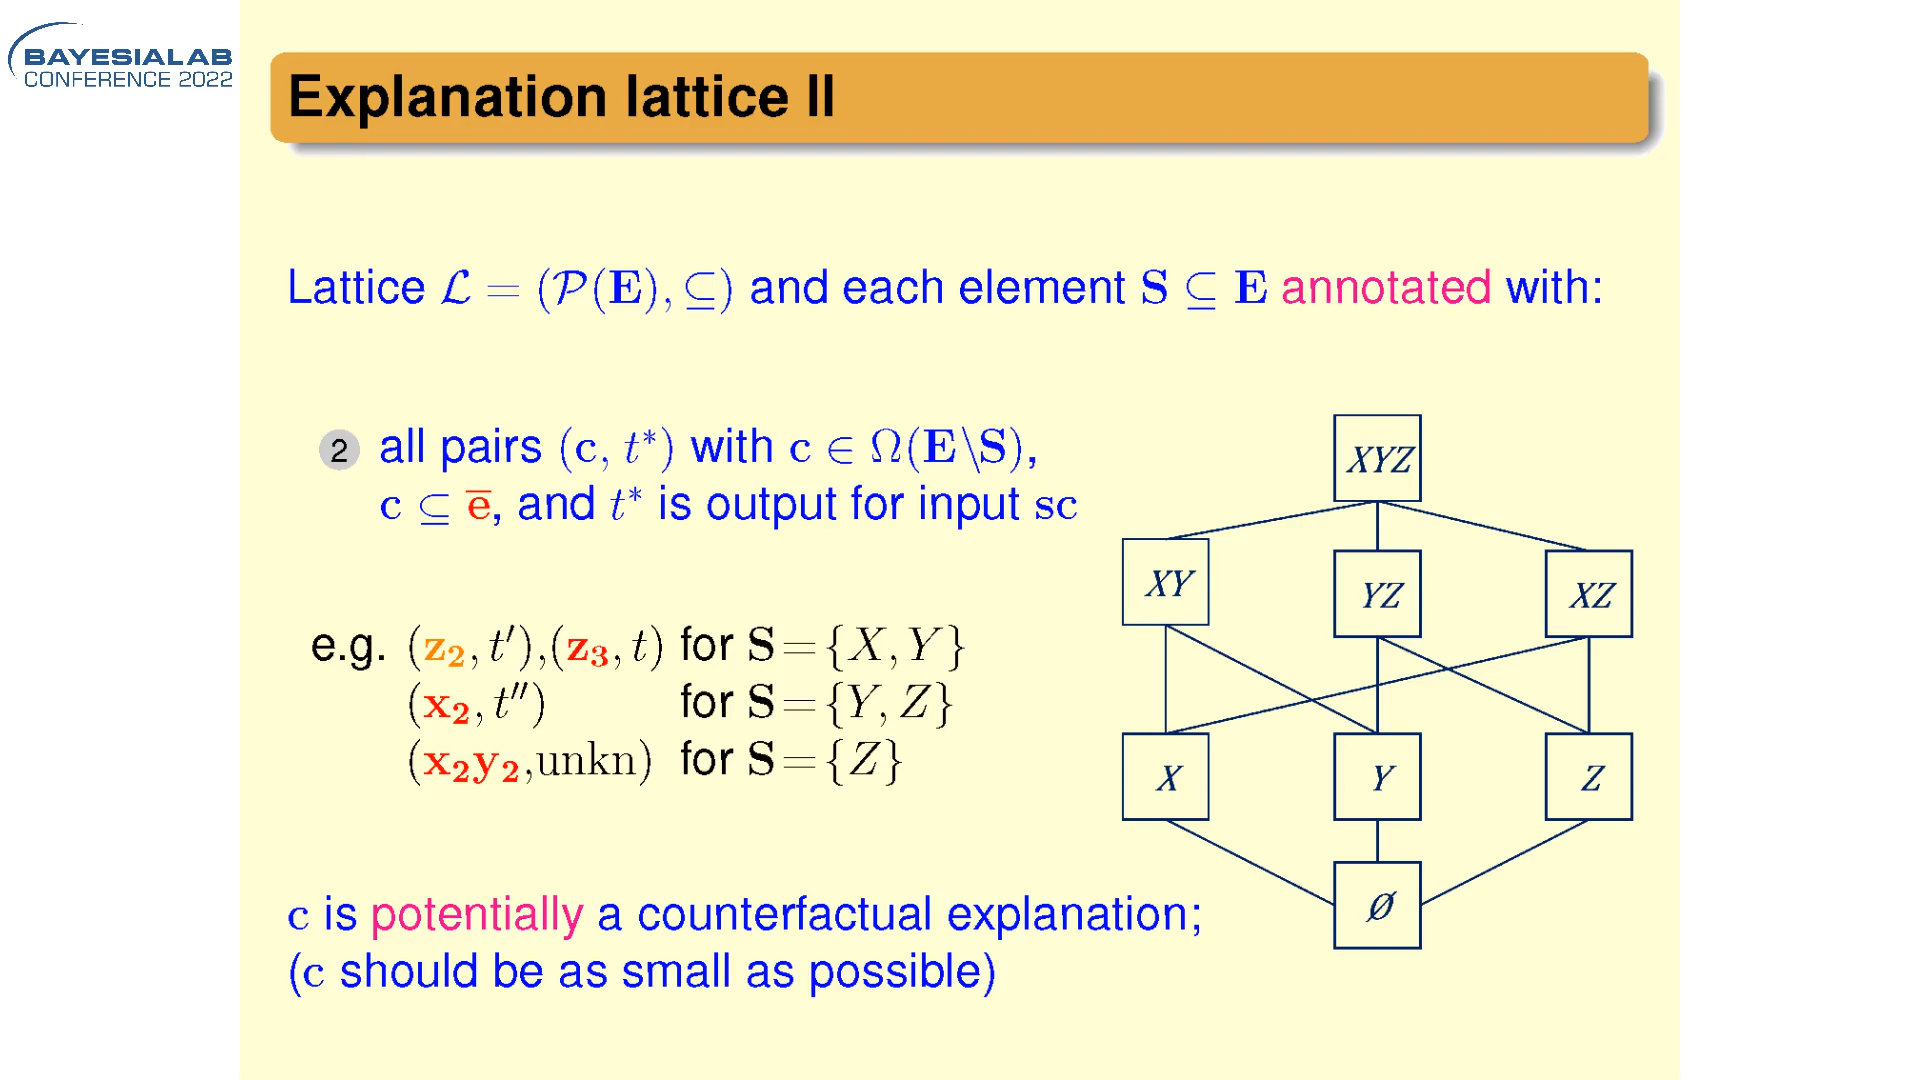 BAYESIALAB
CONFERENCE 2022
Explanation lattice II
Lattice ℒ = (𝒫(E), ⊆) and each element S ⊆ E annotated with:
2 all pairs (c, t*) with c ∈ Ω(E\S),
c ⊆ e̅, and t* is output for input sc
e.g. (z₂, t′),(z₃, t) for S={X, Y}
(x₂, t″) for S={Y, Z}
(x₂y₂,unkn) for S={Z}
c is potentially a counterfactual explanation;
(c should be as small as possible)
XYZ
XY YZ XZ
X Y Z
Ø